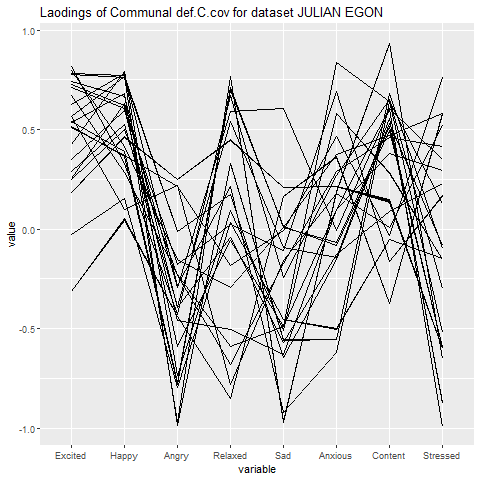 Laodings of Communal def.C.cov for dataset JULIAN EGON
1.0
0.5
0.0
-0.5
-1.0
value
Excited Happy Angry Relaxed Sad Anxious Content Stressed
variable